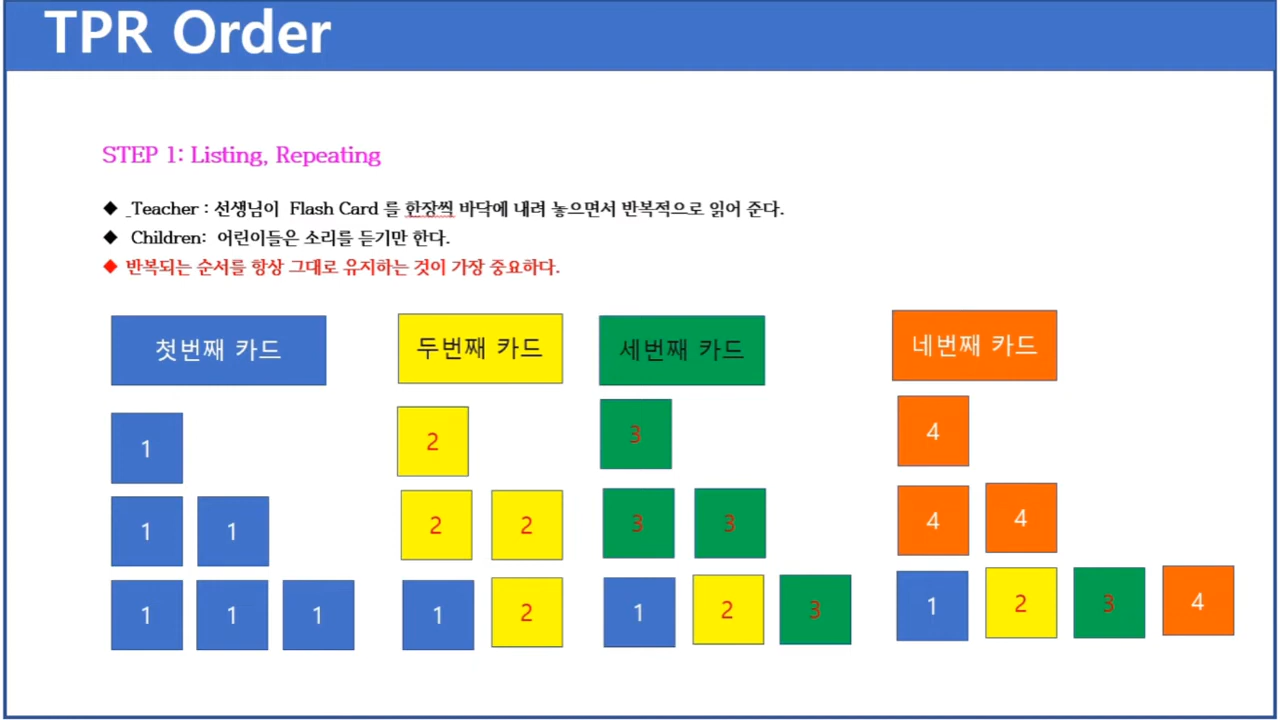 TPR Order
STEP 1: Listing, Repeating
◆ _Teacher : 선생님이 Flash Card 를 한장씩 바닥에 내려 놓으면서 반복적으로 읽어 준다.
◆ Children: 어린이들은 소리를 듣기만 한다.
◆ 반복되는 순서를 항상 그대로 유지하는 것이 가장 중요하다.
첫번째 카드 두번째 카드 세번째 카드 네번째 카드
1 2 3 4
1 1 2 2 3 3 4 4
1 1 1 1 2 1 2 3 1 2 3 4